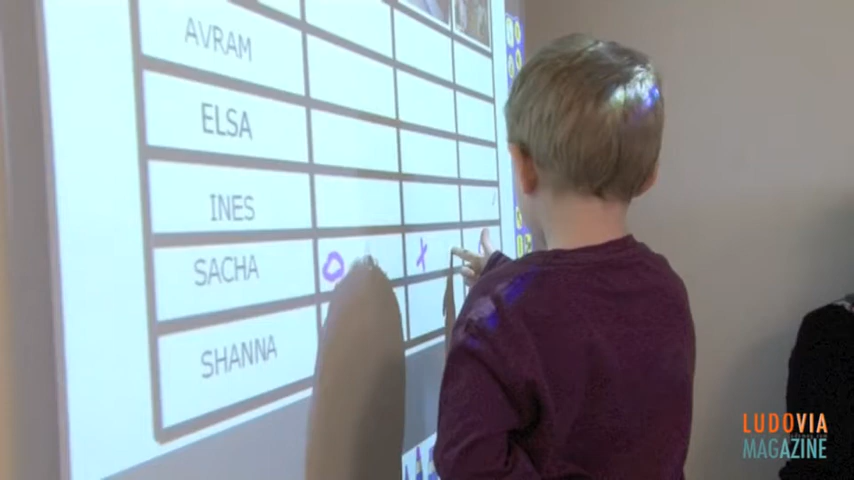 AVRAM
ELSA
INES
SACHA O X
SHANNA
LUDOVIA
MAGAZINE